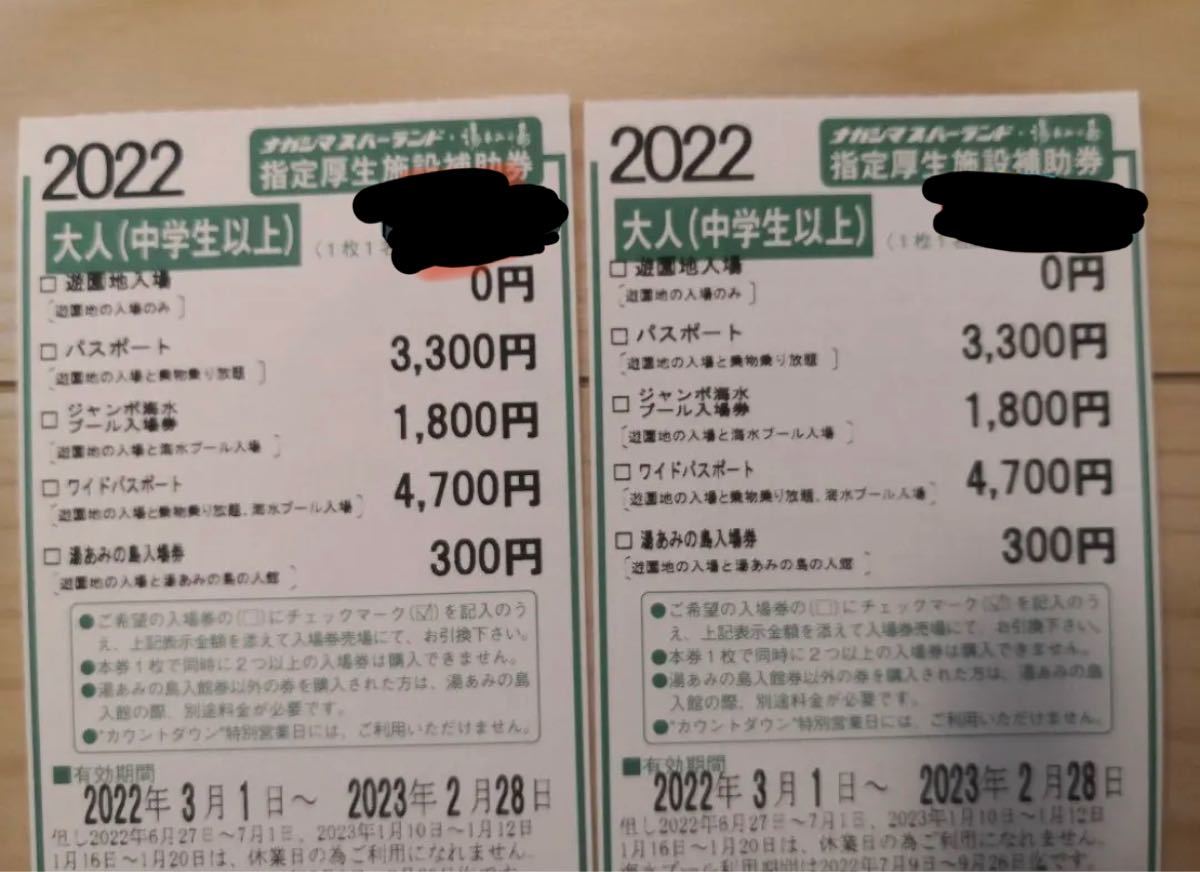 2022
ナガシマスパーランド・湯あみの島
指定厚生施設補助券
大人(中学生以上)
(1枚1名
□ 遊園地入場 0円
[遊園地の入場のみ]
□ パスポート 3,300円
[遊園地の入場と乗物乗り放題]
□ ジャンボ海水
プール入場券 1,800円
[遊園地の入場と海水プール入場]
□ ワイドパスポート 4,700円
[遊園地の入場と乗物乗り放題、海水プール入場]
□ 湯あみの島入場券 300円
[遊園地の入場と湯あみの島の入館]
●ご希望の入場券の(□)にチェックマーク(☑)を記入のう
え、上記表示金額を添えて入場券売場にて、お引換下さい。
●本券1枚で同時に2つ以上の入場券は購入できません。
●湯あみの島入館券以外の券を購入された方は、湯あみの島
入館の際、別途料金が必要です。
●"カウントダウン"特別営業日には、ご利用いただけません。
■有効期間
2022年3月1日～2023年2月28日
但し2022年6月27日～7月1日、2023年1月10日～1月12日
1月16日～1月20日は、休業日の為ご利用になれません。
2022
ナガシマスパーランド・湯あみの島
指定厚生施設補助券
大人(中学生以上)
(1枚1名
□ 遊園地入場 0円
[遊園地の入場のみ]
□ パスポート 3,300円
[遊園地の入場と乗物乗り放題]
□ ジャンボ海水
プール入場券 1,800円
[遊園地の入場と海水プール入場]
□ ワイドパスポート 4,700円
[遊園地の入場と乗物乗り放題、海水プール入場]
□ 湯あみの島入場券 300円
[遊園地の入場と湯あみの島の入館]
●ご希望の入場券の(□)にチェックマーク(☑)を記入のう
え、上記表示金額を添えて入場券売場にて、お引換下さい。
●本券1枚で同時に2つ以上の入場券は購入できません。
●湯あみの島入館券以外の券を購入された方は、湯あみの島
入館の際、別途料金が必要です。
●"カウントダウン"特別営業日には、ご利用いただけません。
■有効期間
2022年3月1日～2023年2月28日
但し2022年6月27日～7月1日、2023年1月10日～1月12日
1月16日～1月20日は、休業日の為ご利用になれません。
海水プール利用期間は2022年7月9日～9月26日迄です。